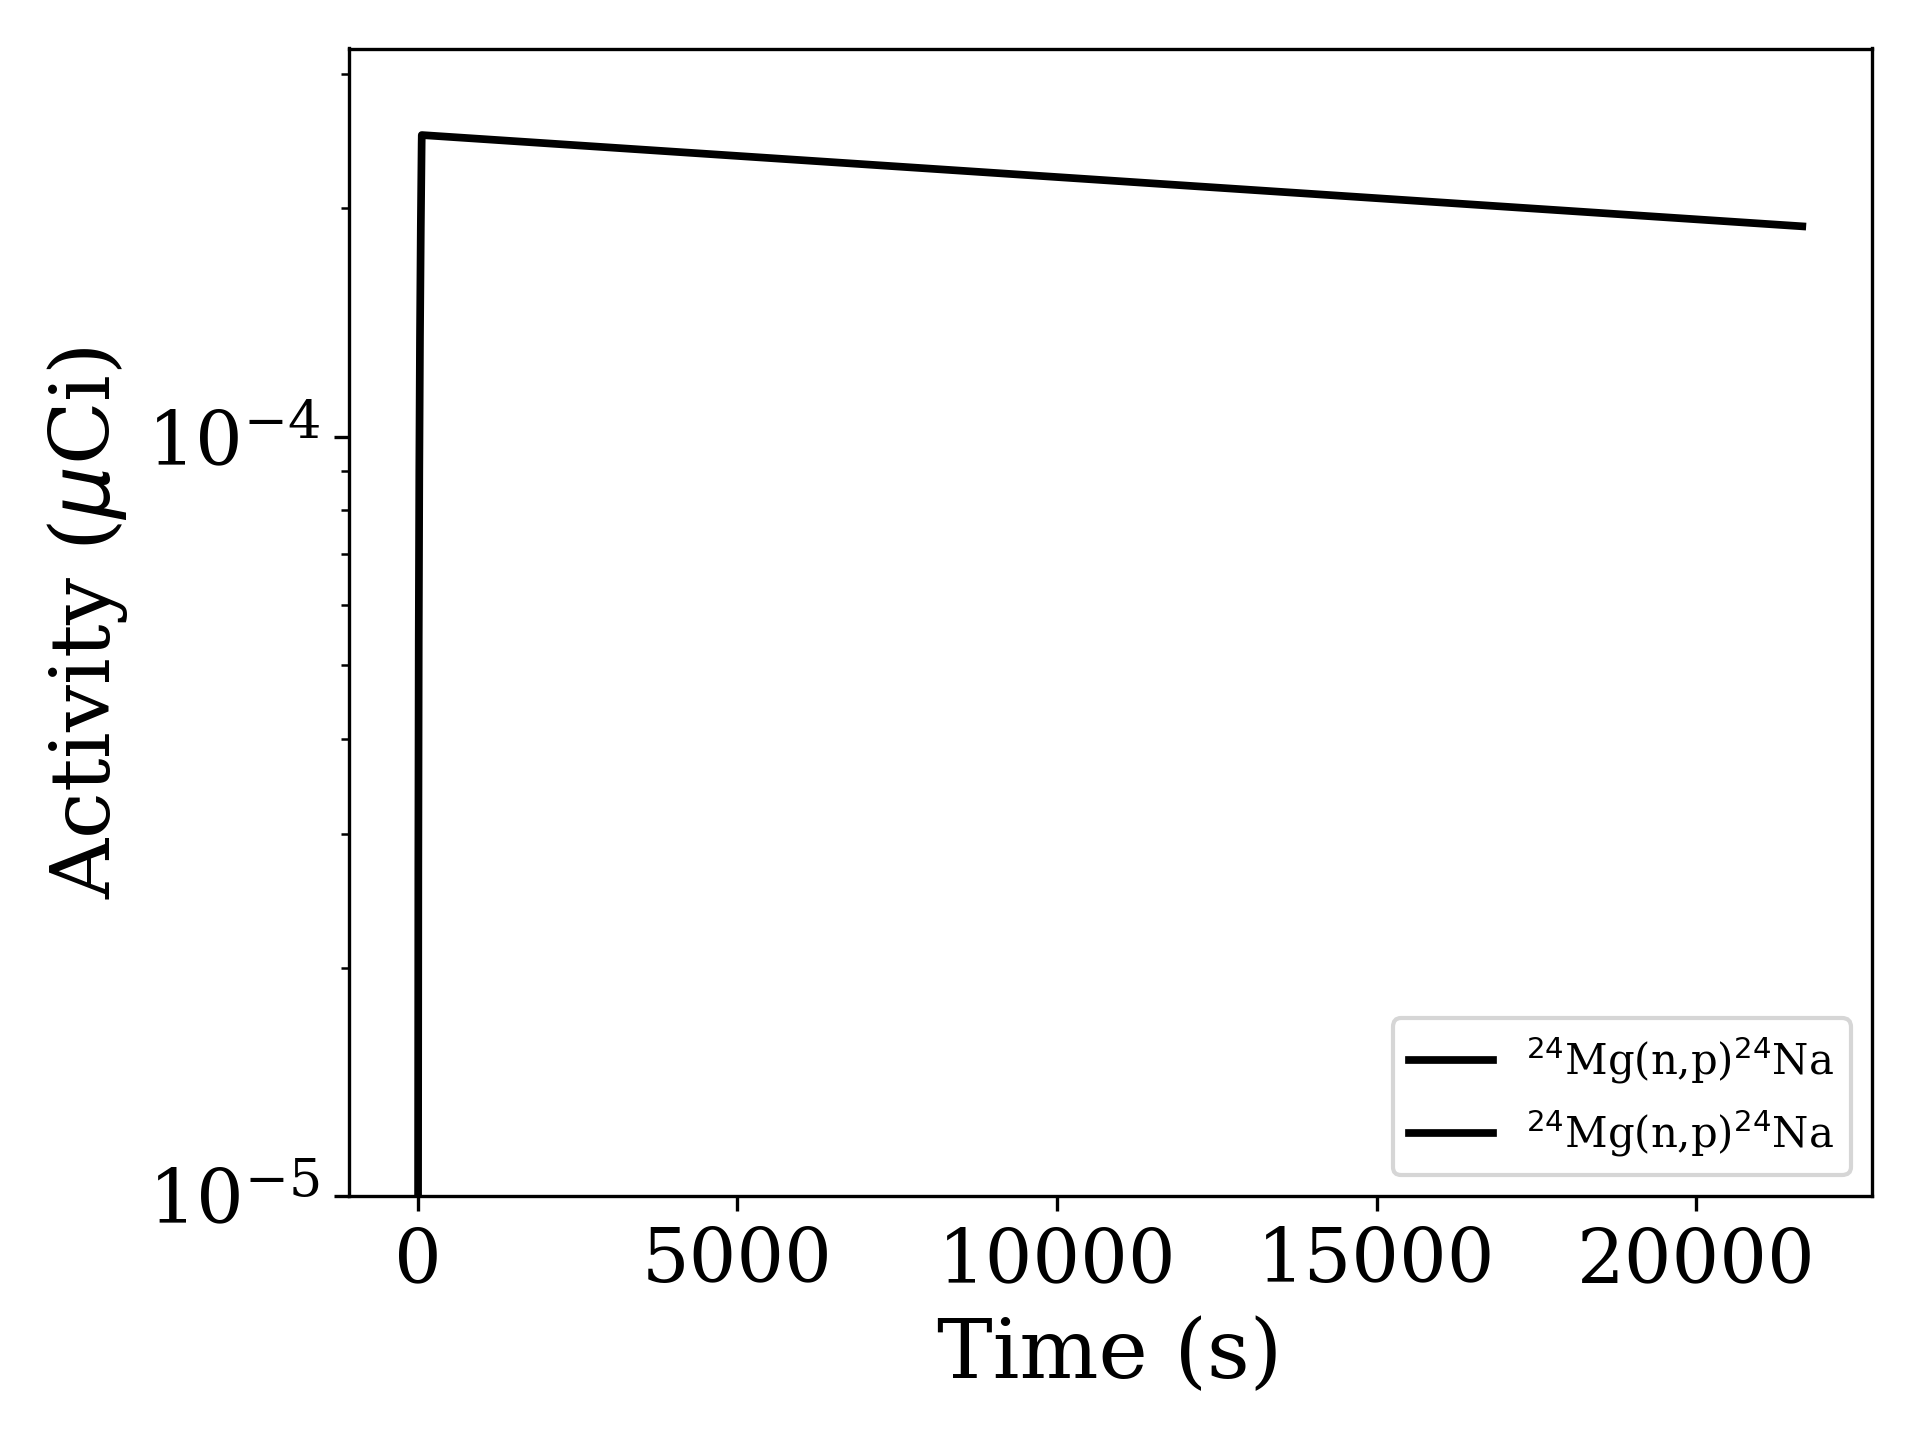 Activity (μCi)
10⁻⁴
10⁻⁵
²⁴Mg(n,p)²⁴Na
²⁴Mg(n,p)²⁴Na
0 5000 10000 15000 20000
Time (s)